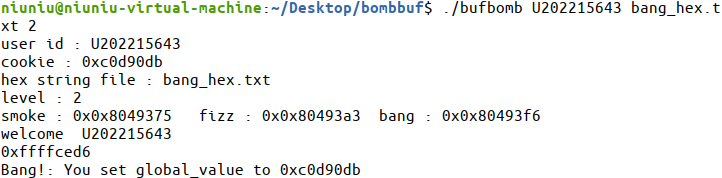 niuniu@niuniu-virtual-machine:~/Desktop/bombbuf$ ./bufbomb U202215643 bang_hex.t
xt 2
user id : U202215643
cookie : 0xc0d90db
hex string file : bang_hex.txt
level : 2
smoke : 0x0x8049375   fizz : 0x0x80493a3  bang : 0x0x80493f6
welcome  U202215643
0xffffced6
Bang!: You set global_value to 0xc0d90db